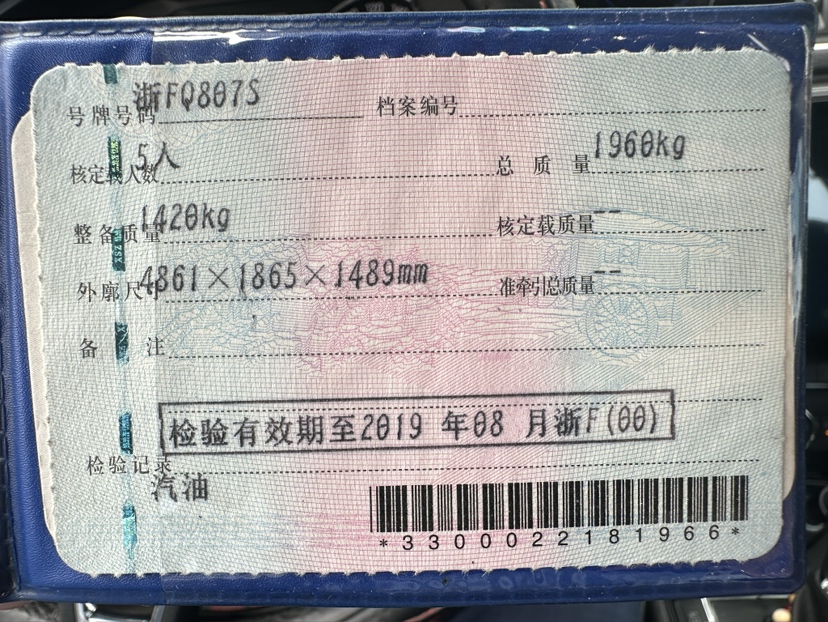 号牌号码 浙FQ807S 档案编号
核定载人数 5人 总质量 1960kg
整备质量 1420kg 核定载质量 --
外廓尺寸 4861×1865×1489mm 准牵引总质量 --
备注
检验有效期至2019 年08 月浙F(00)
检验记录
汽油
*3300022181966*